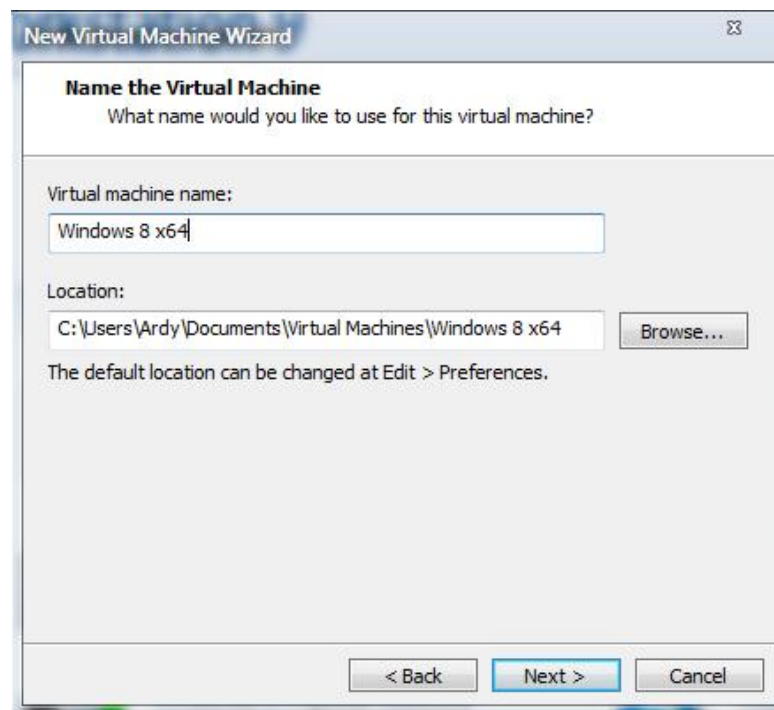 New Virtual Machine Wizard
Name the Virtual Machine
What name would you like to use for this virtual machine?
Virtual machine name:
Windows 8 x64
Location:
C:\Users\Ardy\Documents\Virtual Machines\Windows 8 x64
Browse...
The default location can be changed at Edit > Preferences.
< Back Next > Cancel